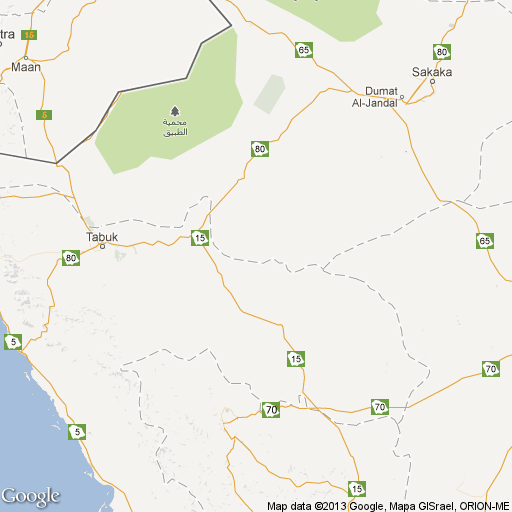 tra
15
Maan
65
80
Sakaka
Dumat
Al-Jandal
5
محمية
الطبيق
80
15
65
Tabuk
80
5
15
70
70
70
5
15
Google
Map data ©2013 Google, Mapa GISrael, ORION-ME